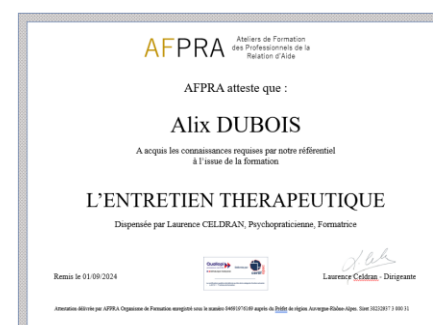 AFPRA
Ateliers de Formation
des Professionnels de la
Relation d'Aide
AFPRA atteste que :
Alix DUBOIS
A acquis les connaissances requises par notre référentiel
à l'issue de la formation
L'ENTRETIEN THERAPEUTIQUE
Dispensée par Laurence CELDRAN, Psychopraticienne, Formatrice
Qualiopi
Remis le 01/09/2024
Laurence Celdran - Dirigeante
Attestation délivrée par AFPRA Organisme de Formation enregistré sous le numéro auprès du Préfet de région Auvergne-Rhône-Alpes. Siret